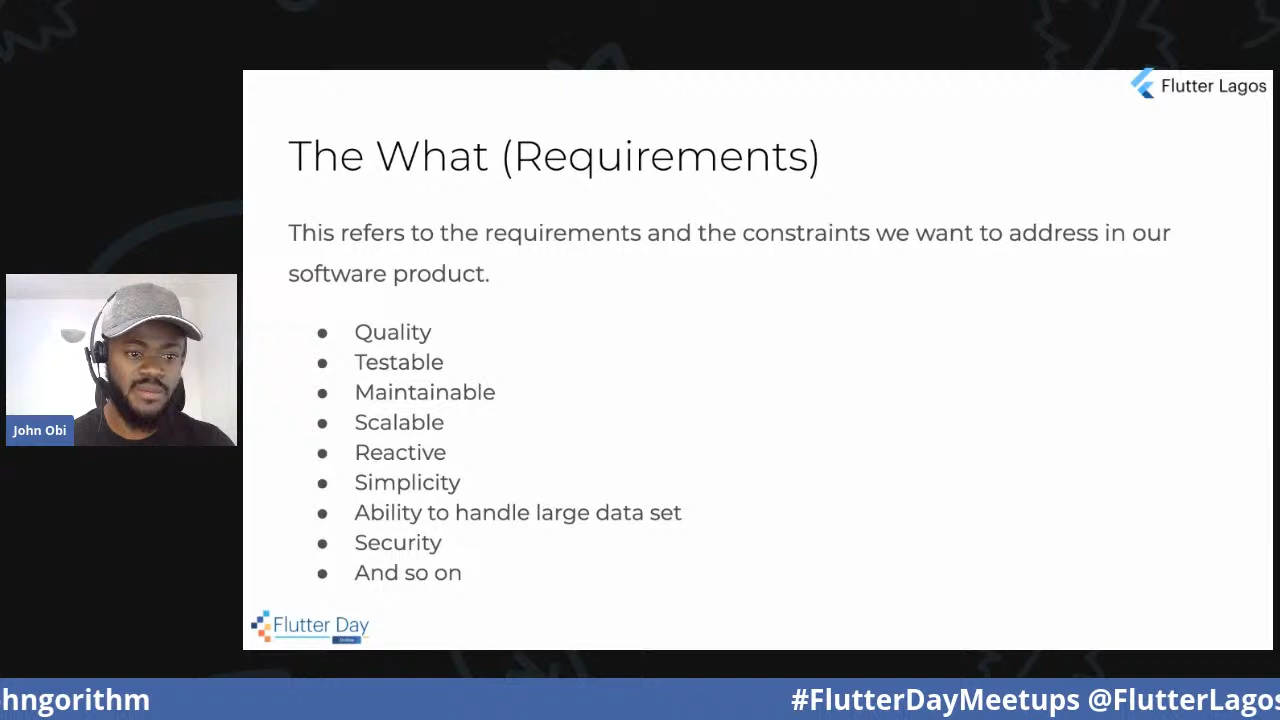 Flutter Lagos
The What (Requirements)
This refers to the requirements and the constraints we want to address in our
software product.
● Quality
● Testable
● Maintainable
● Scalable
● Reactive
● Simplicity
● Ability to handle large data set
● Security
● And so on
John Obi
Flutter Day
Online
ohngorithm
#FlutterDayMeetups @FlutterLagos